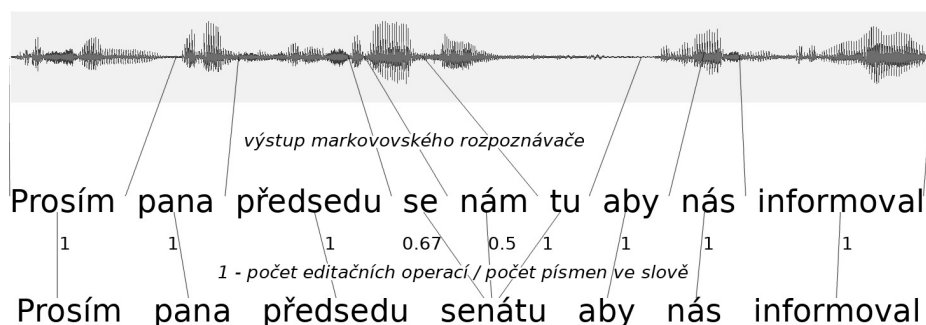 výstup markovovského rozpoznávače
Prosím pana předsedu se nám tu aby nás informoval
1 1 1 0.67 0.5 1 1 1 1
1 - počet editačních operací / počet písmen ve slově
Prosím pana předsedu senátu aby nás informoval